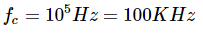 f_c = 10^5 Hz = 100KHz